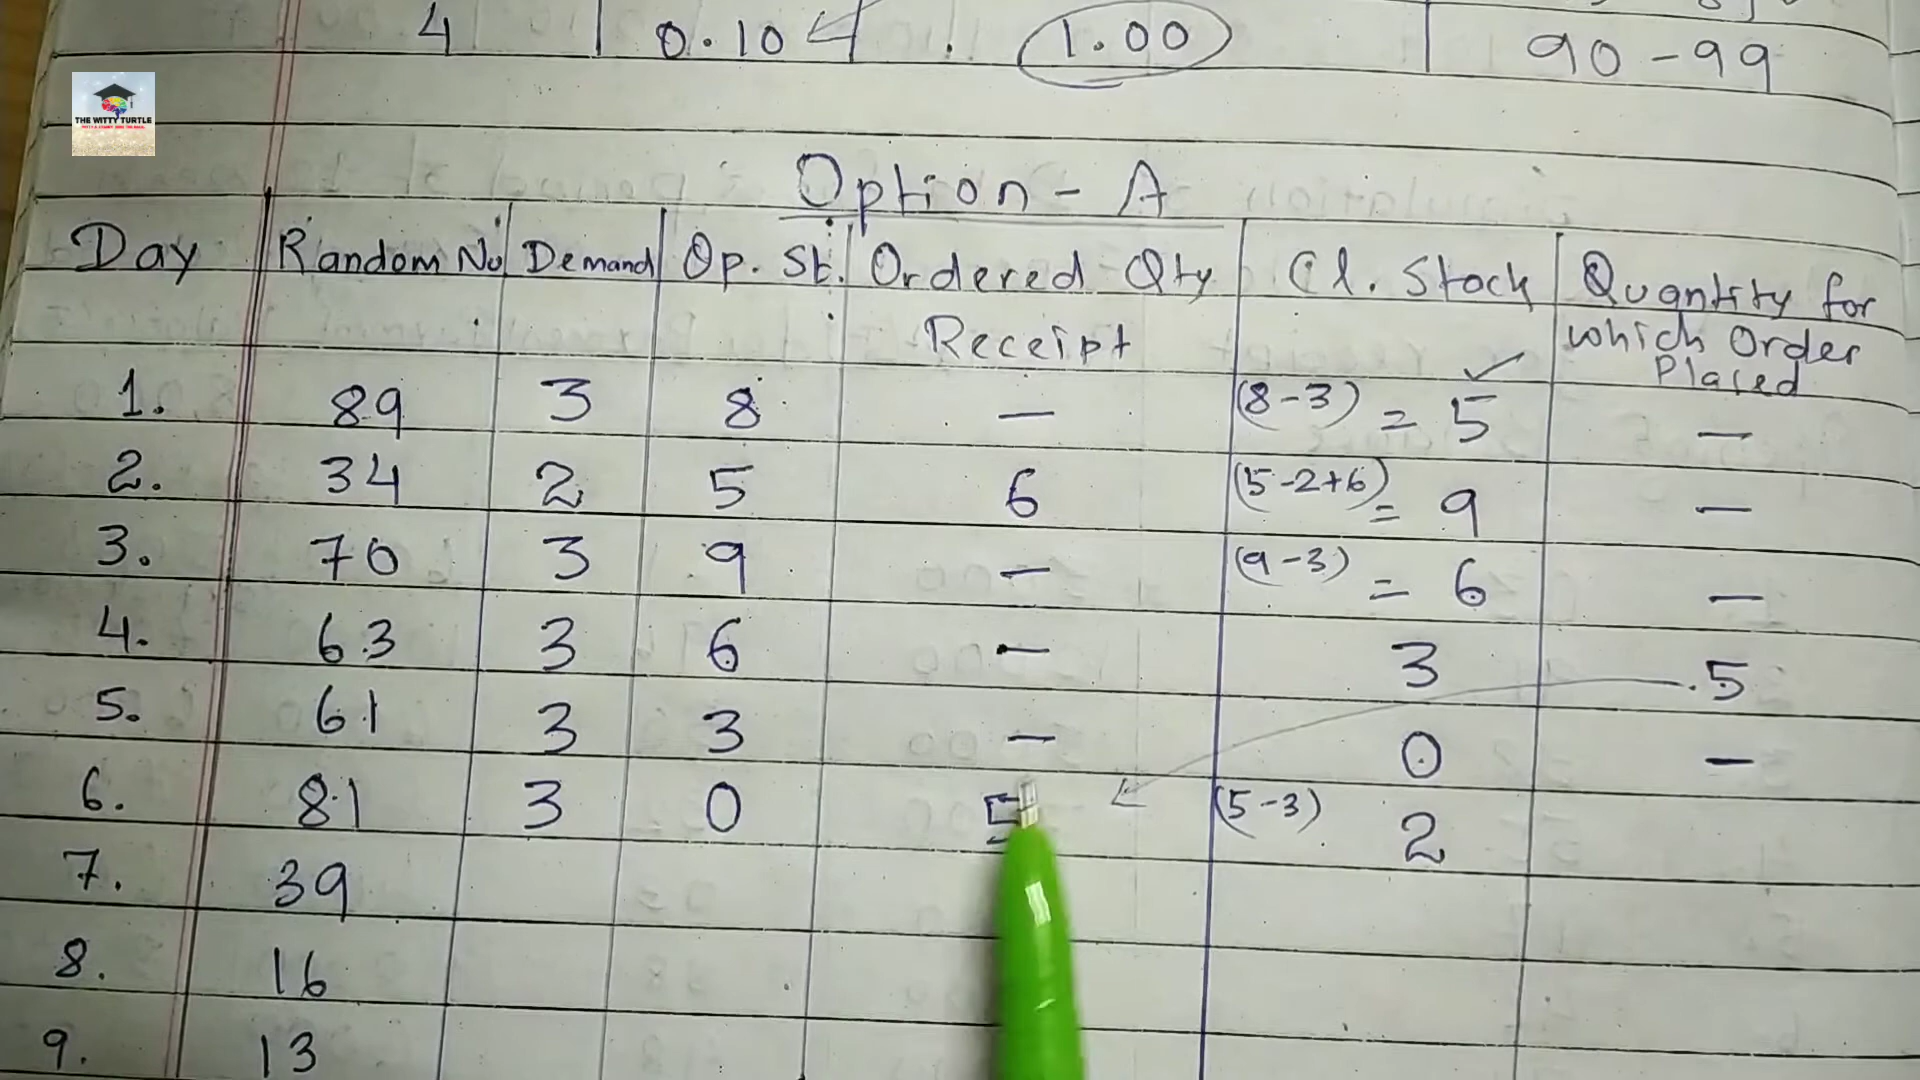 4 0.10 1.00 90-99
THE WITTY TURTLE
Option - A
Day Random No Demand Op. St. Ordered Qty Cl. Stock Quantity for
Receipt which Order
Placed
1. 89 3 8 — (8-3) = 5 —
2. 34 2 5 6 (5-2+6) = 9 —
3. 70 3 9 — (9-3) = 6 —
4. 63 3 6 — 3 5
5. 61 3 3 — 0 —
6. 81 3 0 5 (5-3) 2
7. 39
8. 16
9. 13